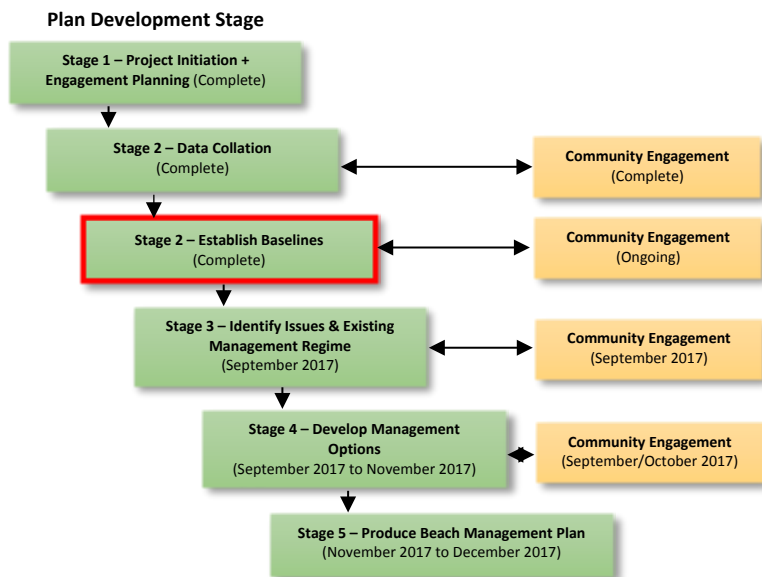 Plan Development Stage
Stage 1 – Project Initiation +
Engagement Planning (Complete)
Stage 2 – Data Collation
(Complete)
Community Engagement
(Complete)
Stage 2 – Establish Baselines
(Complete)
Community Engagement
(Ongoing)
Stage 3 – Identify Issues & Existing
Management Regime
(September 2017)
Community Engagement
(September 2017)
Stage 4 – Develop Management
Options
(September 2017 to November 2017)
Community Engagement
(September/October 2017)
Stage 5 – Produce Beach Management Plan
(November 2017 to December 2017)